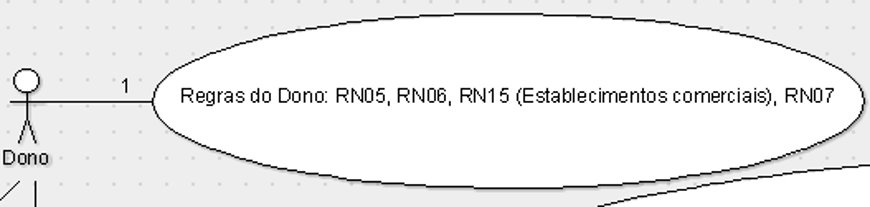 1
Regras do Dono: RN05, RN06, RN15 (Establecimentos comerciais), RN07
Dono